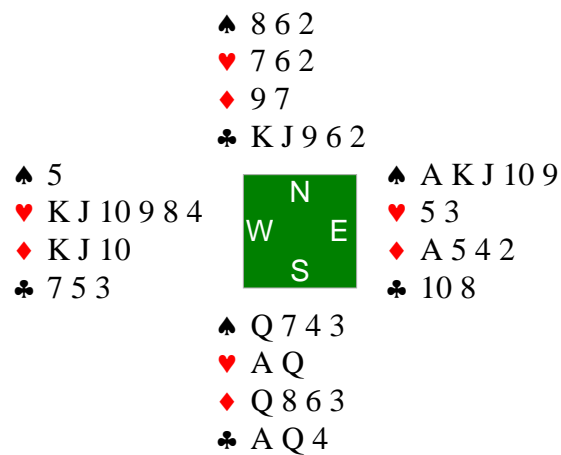 ♠ 8 6 2
♥ 7 6 2
♦ 9 7
♣ K J 9 6 2
♠ 5
♥ K J 10 9 8 4
♦ K J 10
♣ 7 5 3
N
W E
S
♠ A K J 10 9
♥ 5 3
♦ A 5 4 2
♣ 10 8
♠ Q 7 4 3
♥ A Q
♦ Q 8 6 3
♣ A Q 4